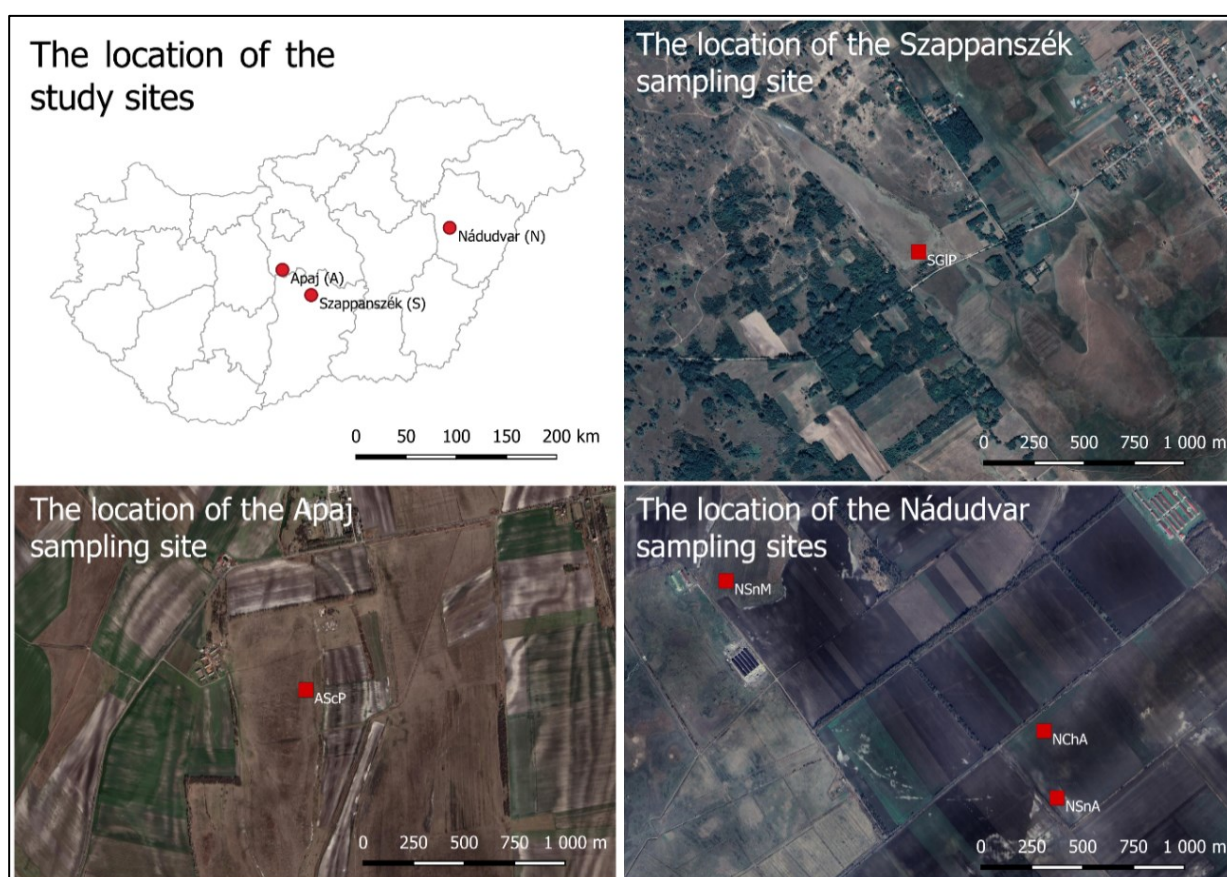 The location of the
study sites
Nádudvar (N)
Apaj (A)
Szappanszék (S)
0 50 100 150 200 km
The location of the Szappanszék
sampling site
SGlP
0 250 500 750 1 000 m
The location of the Apaj
sampling site
AScP
0 250 500 750 1 000 m
The location of the Nádudvar
sampling sites
NSnM
NChA
NSnA
0 250 500 750 1 000 m